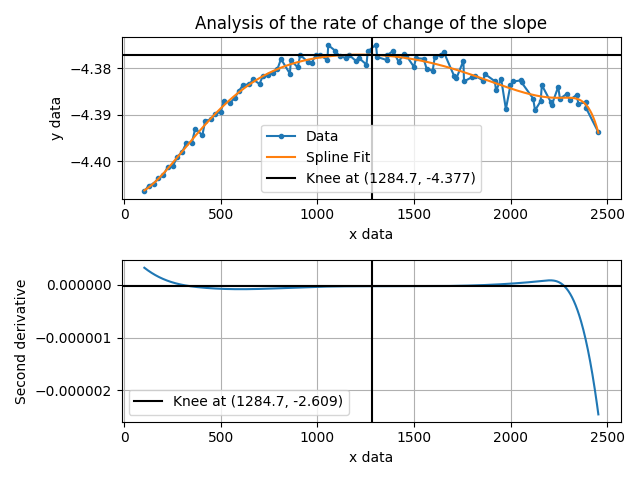 Analysis of the rate of change of the slope
y data
−4.38
−4.39
−4.40
Data
Spline Fit
Knee at (1284.7, -4.377)
0 500 1000 1500 2000 2500
x data
Second derivative
0.000000
−0.000001
−0.000002
Knee at (1284.7, -2.609)
0 500 1000 1500 2000 2500
x data